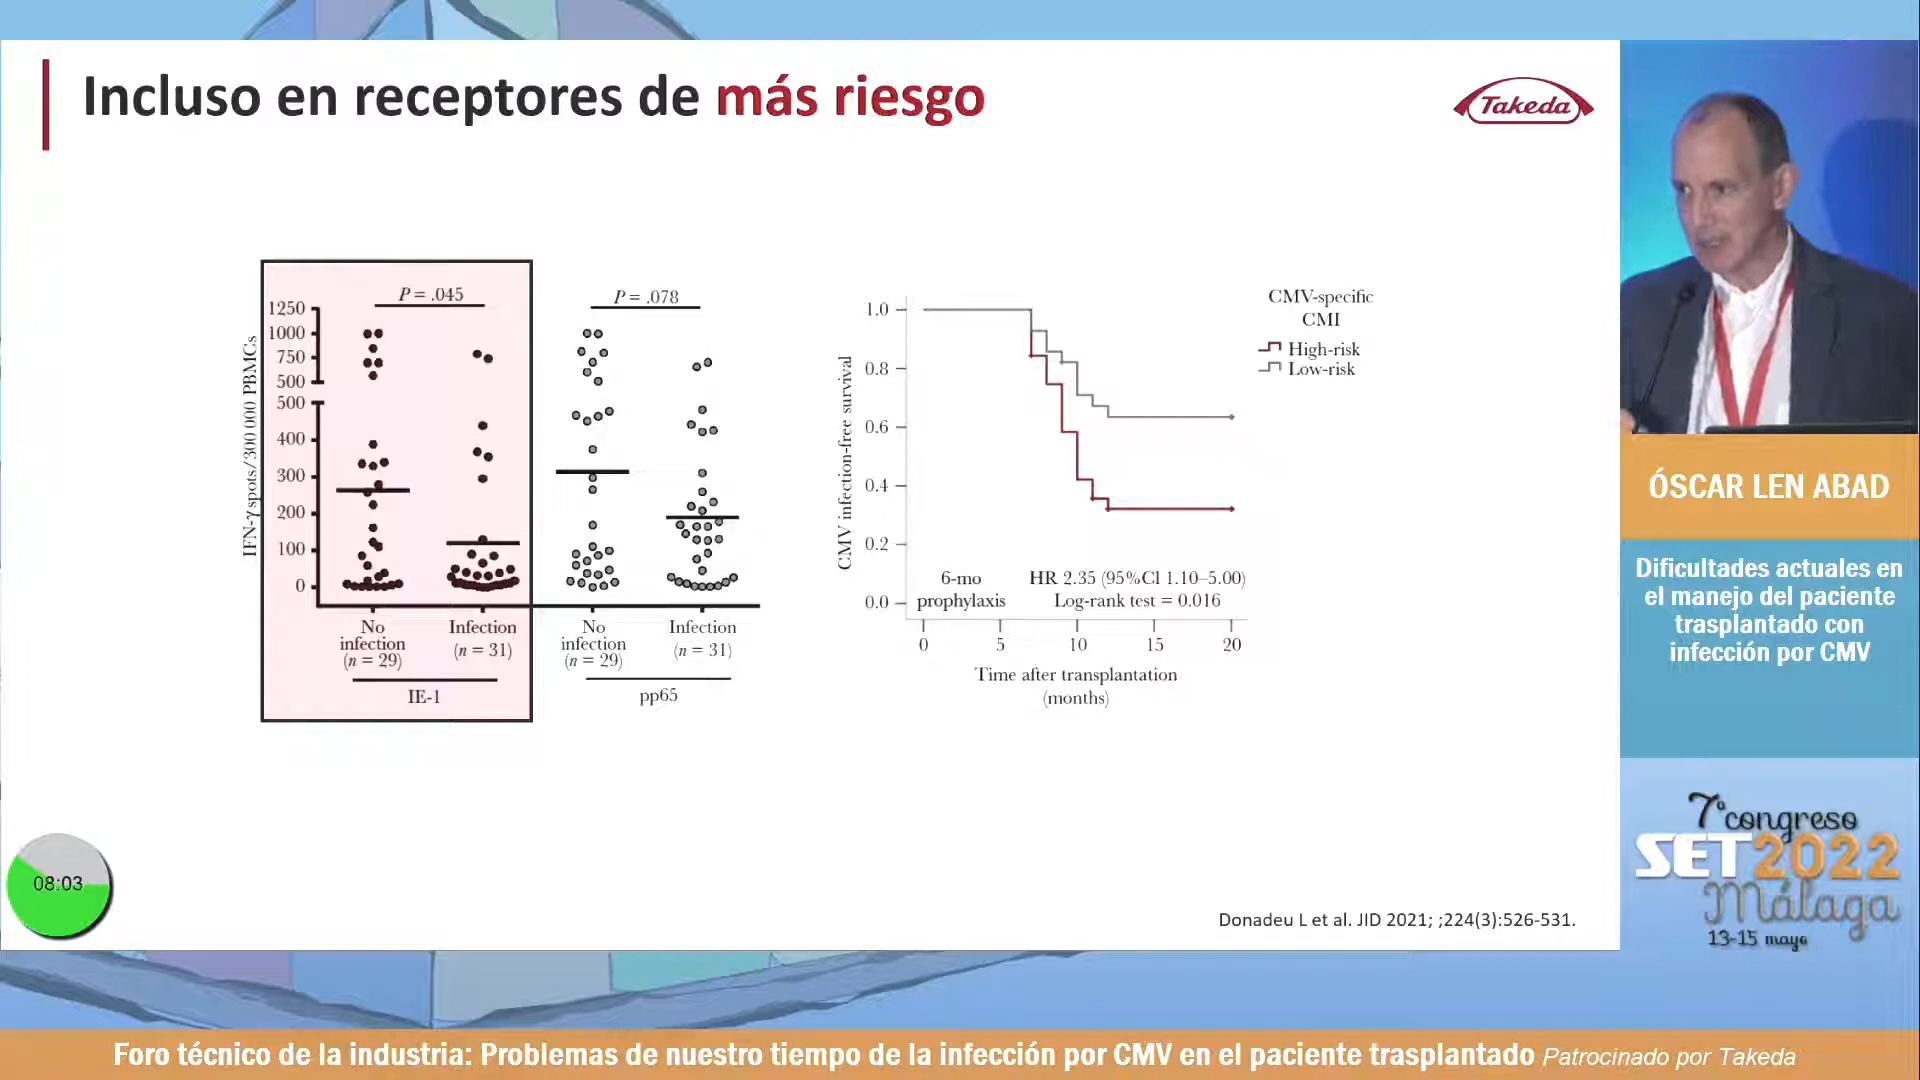 Incluso en receptores de más riesgo
Takeda
P = .045
P = .078
1250
1000
750
500
500
400
300
200
100
0
IFN-γ spots/300 000 PBMCs
No
infection
(n = 29)
Infection
(n = 31)
No
infection
(n = 29)
Infection
(n = 31)
IE-1
pp65
CMV infection-free survival
1.0
0.8
0.6
0.4
0.2
0.0
6-mo
prophylaxis
HR 2.35 (95%CI 1.10–5.00)
Log-rank test = 0.016
0 5 10 15 20
Time after transplantation
(months)
CMV-specific
CMI
High-risk
Low-risk
08:03
Donadeu L et al. JID 2021; ;224(3):526-531.
ÓSCAR LEN ABAD
Dificultades actuales en
el manejo del paciente
trasplantado con
infección por CMV
7º congreso
SET2022
Málaga
13-15 mayo
Foro técnico de la industria: Problemas de nuestro tiempo de la infección por CMV en el paciente trasplantado Patrocinado por Takeda